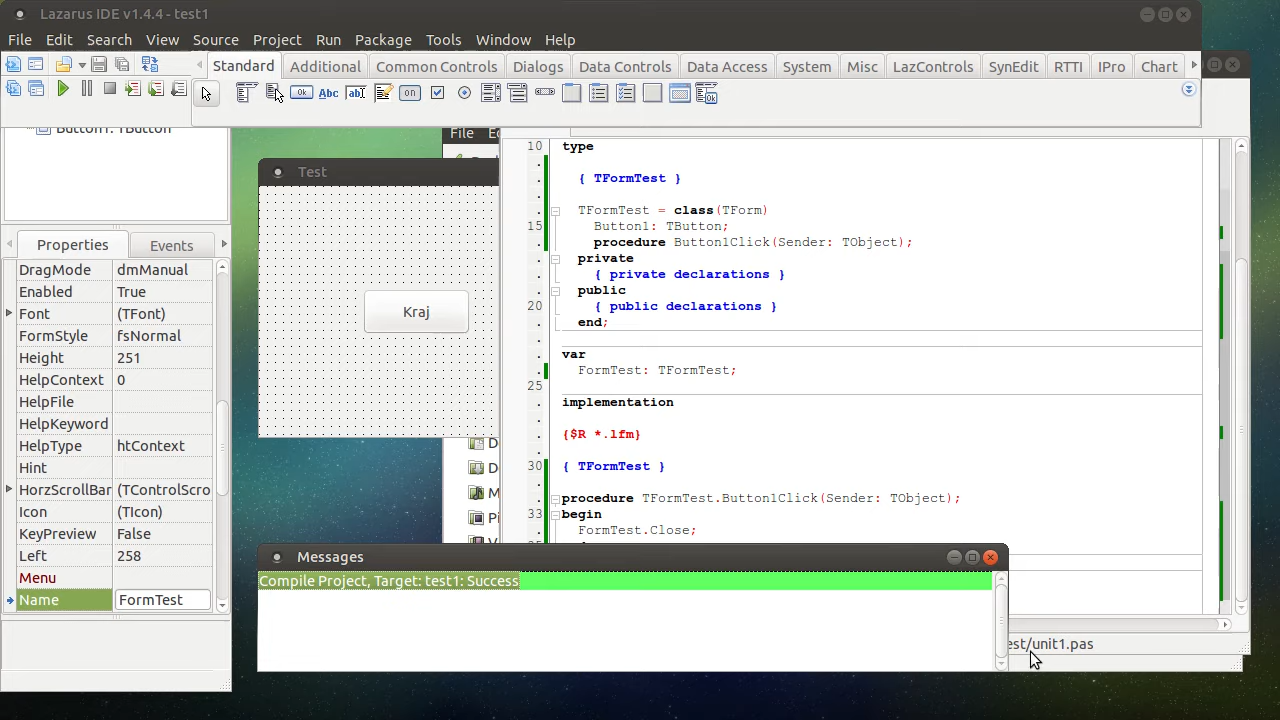 Lazarus IDE v1.4.4 - test1
File Edit Search View Source Project Run Package Tools Window Help
Standard Additional Common Controls Dialogs Data Controls Data Access System Misc LazControls SynEdit RTTI IPro Chart
Ok Abc ab on Ok
Button1: TButton
Properties Events
DragMode dmManual
Enabled True
Font (TFont)
FormStyle fsNormal
Height 251
HelpContext 0
HelpFile
HelpKeyword
HelpType htContext
Hint
HorzScrollBar (TControlScro
Icon (TIcon)
KeyPreview False
Left 258
Menu
Name FormTest
Test
Kraj
File
10 type
. { TFormTest }
. TFormTest = class(TForm)
15 Button1: TButton;
. procedure Button1Click(Sender: TObject);
. private
. { private declarations }
. public
20 { public declarations }
. end;
. var
. FormTest: TFormTest;
25
. implementation
. {$R *.lfm}
30 { TFormTest }
. procedure TFormTest.Button1Click(Sender: TObject);
33 begin
. FormTest.Close;
Messages
Compile Project, Target: test1: Success
est/unit1.pas